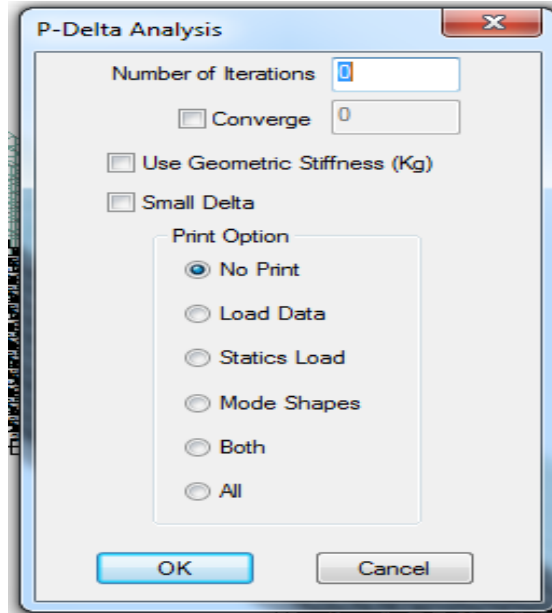 P-Delta Analysis
Number of Iterations 0
Converge 0
Use Geometric Stiffness (Kg)
Small Delta
Print Option
No Print
Load Data
Statics Load
Mode Shapes
Both
All
OK Cancel